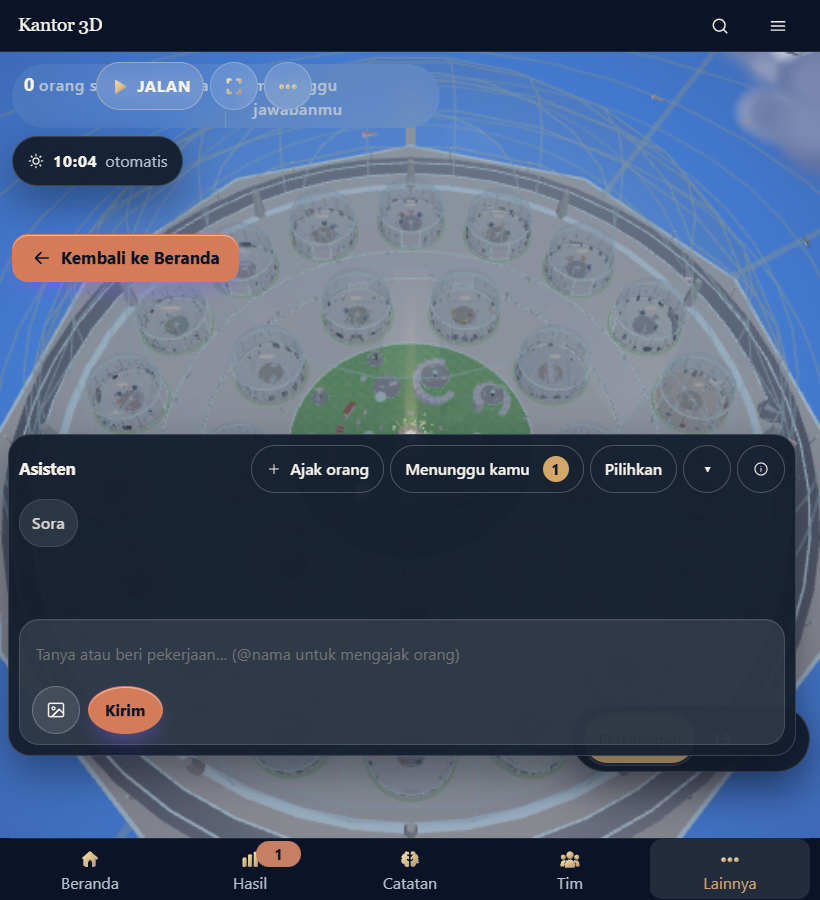 Kantor 3D
0 orang s
JALAN
jawabanmu
10:04 otomatis
Kembali ke Beranda
Asisten
Ajak orang
Menunggu kamu 1
Pilihkan
Sora
Tanya atau beri pekerjaan... (@nama untuk mengajak orang)
Kirim
1
Beranda
Hasil
Catatan
Tim
Lainnya